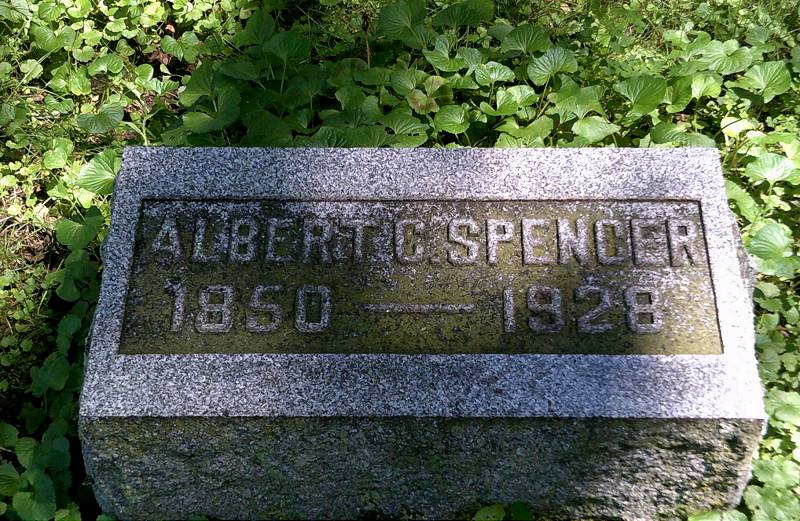 ALBERT C. SPENCER
1850 — 1928